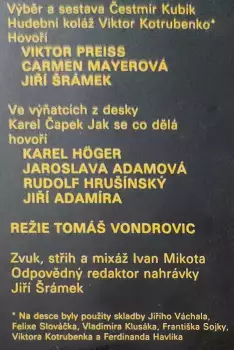 Výběr a sestava Čestmír Kubík
Hudební koláž Viktor Kotrubenko*
Hovoří
VIKTOR PREISS
CARMEN MAYEROVÁ
JIŘÍ ŠRÁMEK
Ve výňatcích z desky
Karel Čapek Jak se co dělá
hovoří
KAREL HÖGER
JAROSLAVA ADAMOVÁ
RUDOLF HRUŠÍNSKÝ
JIŘÍ ADAMÍRA
REŽIE TOMÁŠ VONDROVIC
Zvuk, střih a mixáž Ivan Mikota
Odpovědný redaktor nahrávky
Jiří Šrámek
* Na desce byly použity skladby Jiřího Váchala,
Felixe Slováčka, Vladimíra Klusáka, Františka Sojky,
Viktora Kotrubenka a Ferdinanda Havlíka